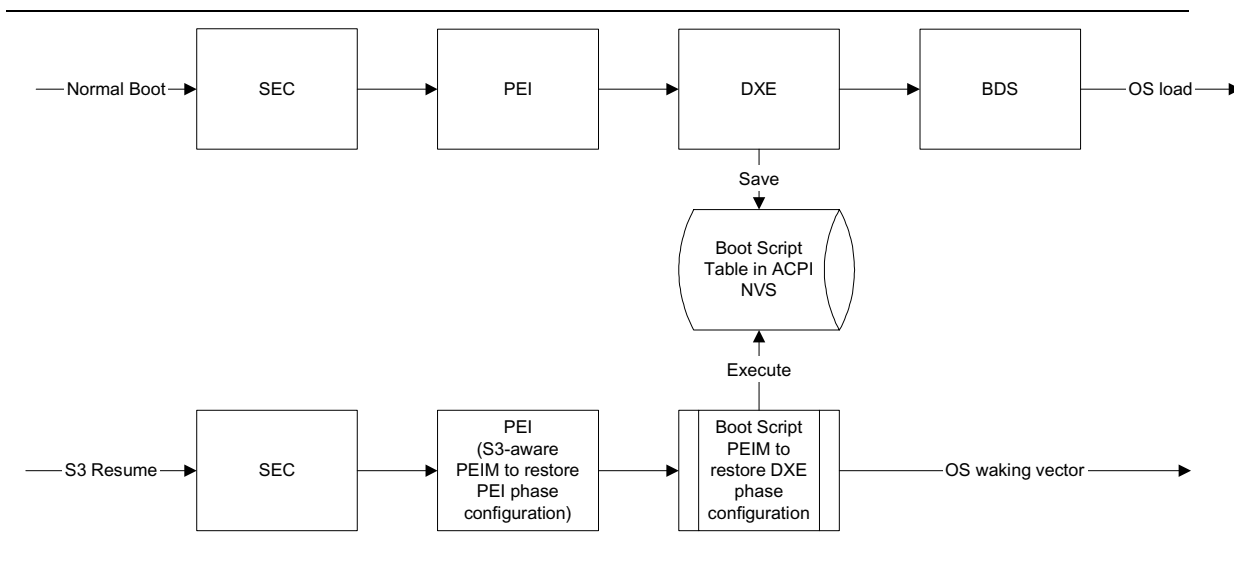 Normal Boot
SEC
PEI
DXE
BDS
OS load
Save
Boot Script
Table in ACPI
NVS
Execute
S3 Resume
SEC
PEI
(S3-aware
PEIM to restore
PEI phase
configuration)
Boot Script
PEIM to
restore DXE
phase
configuration
OS waking vector